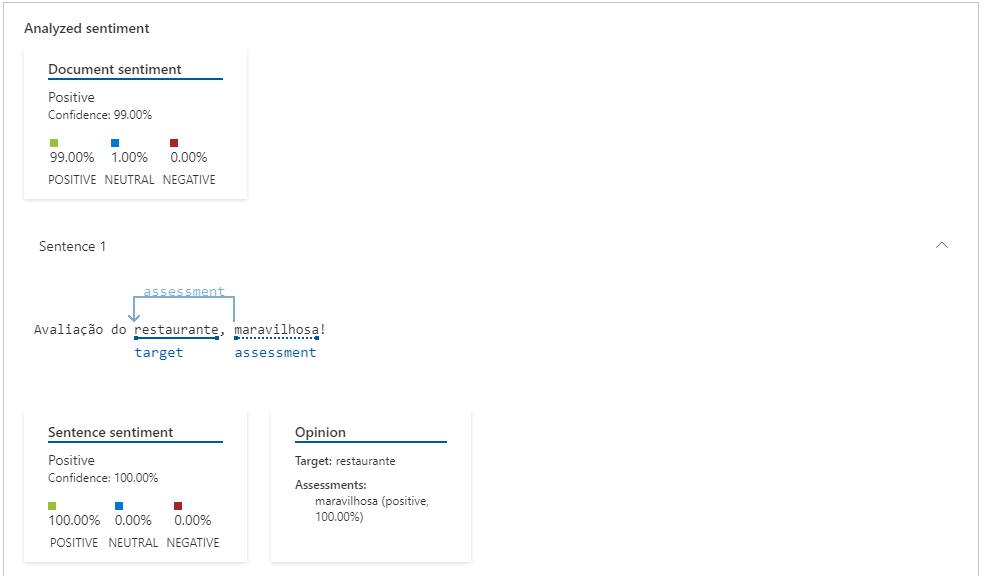 Analyzed sentiment
Document sentiment
Positive
Confidence: 99.00%
99.00% 1.00% 0.00%
POSITIVE NEUTRAL NEGATIVE
Sentence 1
assessment
Avaliação do restaurante, maravilhosa!
target assessment
Sentence sentiment
Positive
Confidence: 100.00%
100.00% 0.00% 0.00%
POSITIVE NEUTRAL NEGATIVE
Opinion
Target: restaurante
Assessments:
maravilhosa (positive,
100.00%)